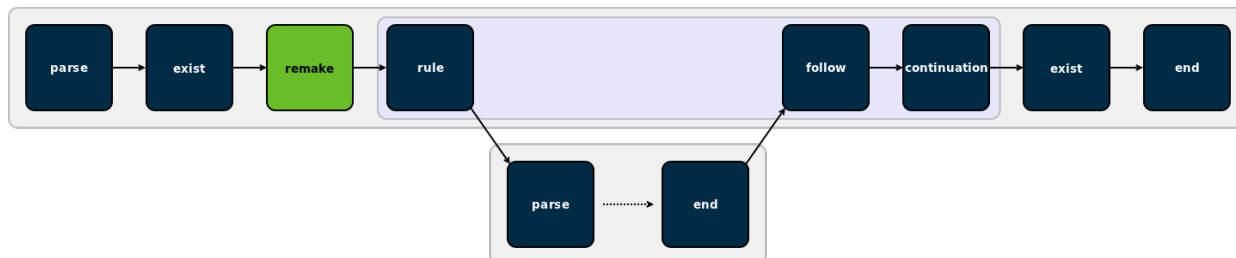 parse
exist
remake
rule
follow
continuation
exist
end
parse
end